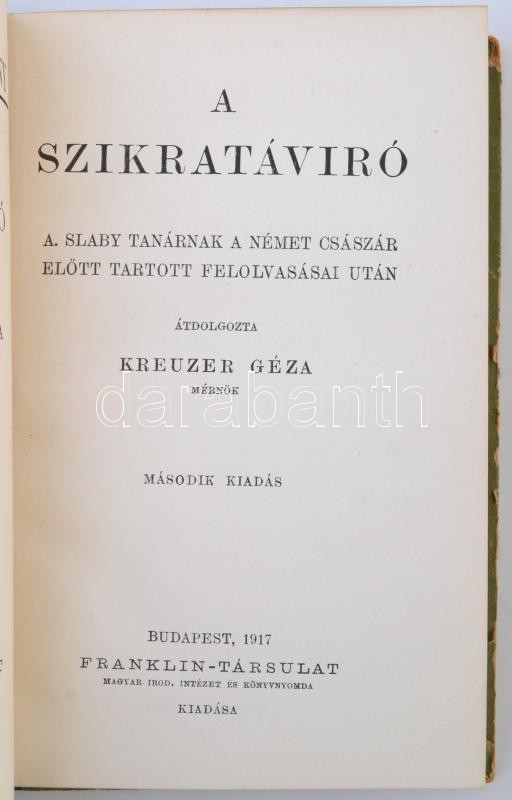 A
SZIKRATÁVIRÓ
A. SLABY TANÁRNAK A NÉMET CSÁSZÁR
ELŐTT TARTOTT FELOLVASÁSAI UTÁN
ÁTDOLGOZTA
KREUZER GÉZA
MÉRNÖK
darabanth
MÁSODIK KIADÁS
BUDAPEST, 1917
FRANKLIN-TÁRSULAT
MAGYAR IROD. INTÉZET ÉS KÖNYVNYOMDA
KIADÁSA